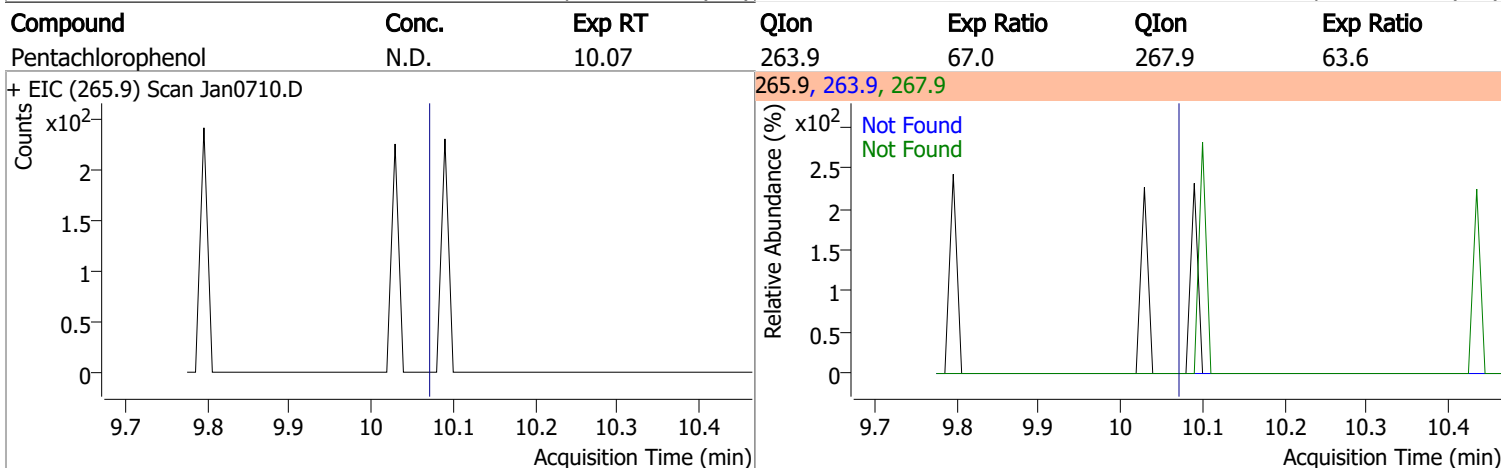 Compound Conc. Exp RT QIon Exp Ratio QIon Exp Ratio
Pentachlorophenol N.D. 10.07 263.9 67.0 267.9 63.6
+ EIC (265.9) Scan Jan0710.D
Counts
x10²
2
1.5
1
0.5
0
9.7 9.8 9.9 10 10.1 10.2 10.3 10.4
Acquisition Time (min)
265.9, 263.9, 267.9
Relative Abundance (%)
x10²
Not Found
Not Found
2.5
2
1.5
1
0.5
0
9.7 9.8 9.9 10 10.1 10.2 10.3 10.4
Acquisition Time (min)